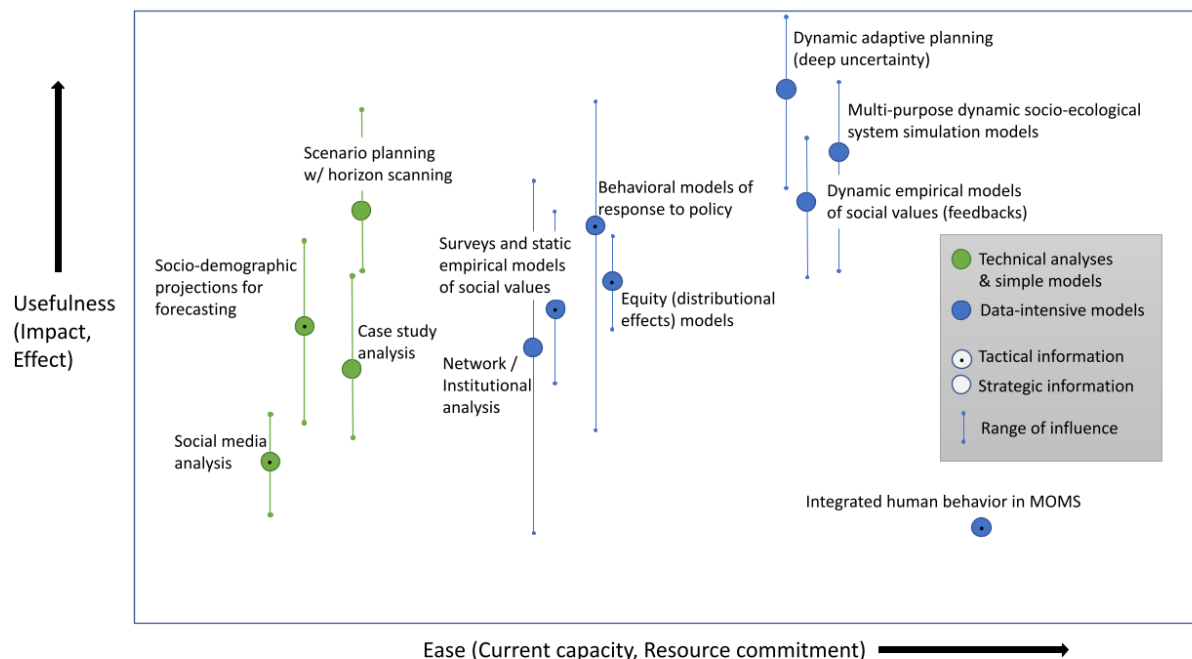 Dynamic adaptive planning
(deep uncertainty)
Multi-purpose dynamic socio-ecological
system simulation models
Scenario planning
w/ horizon scanning
Behavioral models of
response to policy
Dynamic empirical models
of social values (feedbacks)
Surveys and static
empirical models
of social values
Socio-demographic
projections for
forecasting
Equity (distributional
effects) models
Case study
analysis
Network /
Institutional
analysis
Social media
analysis
Usefulness
(Impact,
Effect)
Technical analyses
& simple models
Data-intensive models
Tactical information
Strategic information
Range of influence
Integrated human behavior in MOMS
Ease (Current capacity, Resource commitment)